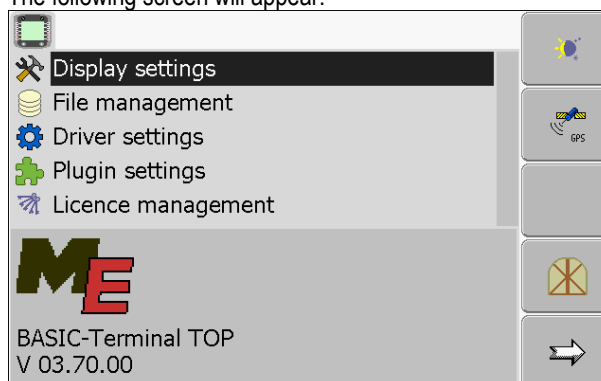 The following screen will appear:
Display settings
File management
Driver settings
Plugin settings
Licence management
GPS
ME
BASIC-Terminal TOP
V 03.70.00